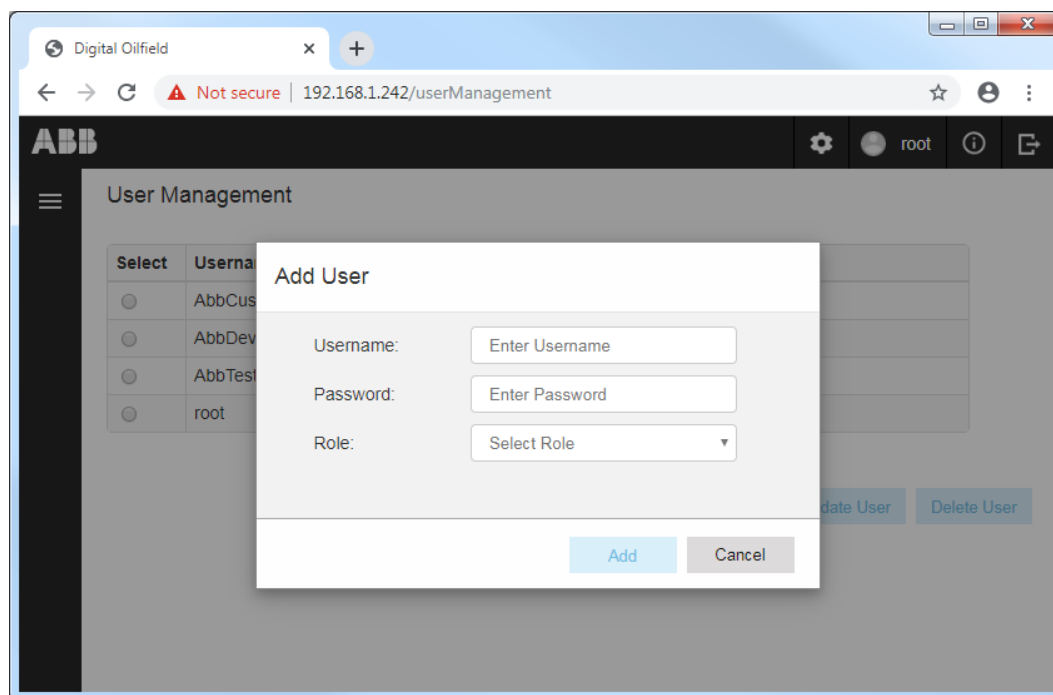 Digital Oilfield
Not secure | 192.168.1.242/userManagement
ABB
root
User Management
Select
Add User
Username: Enter Username
Password: Enter Password
Role: Select Role
root
Delete User
Add Cancel